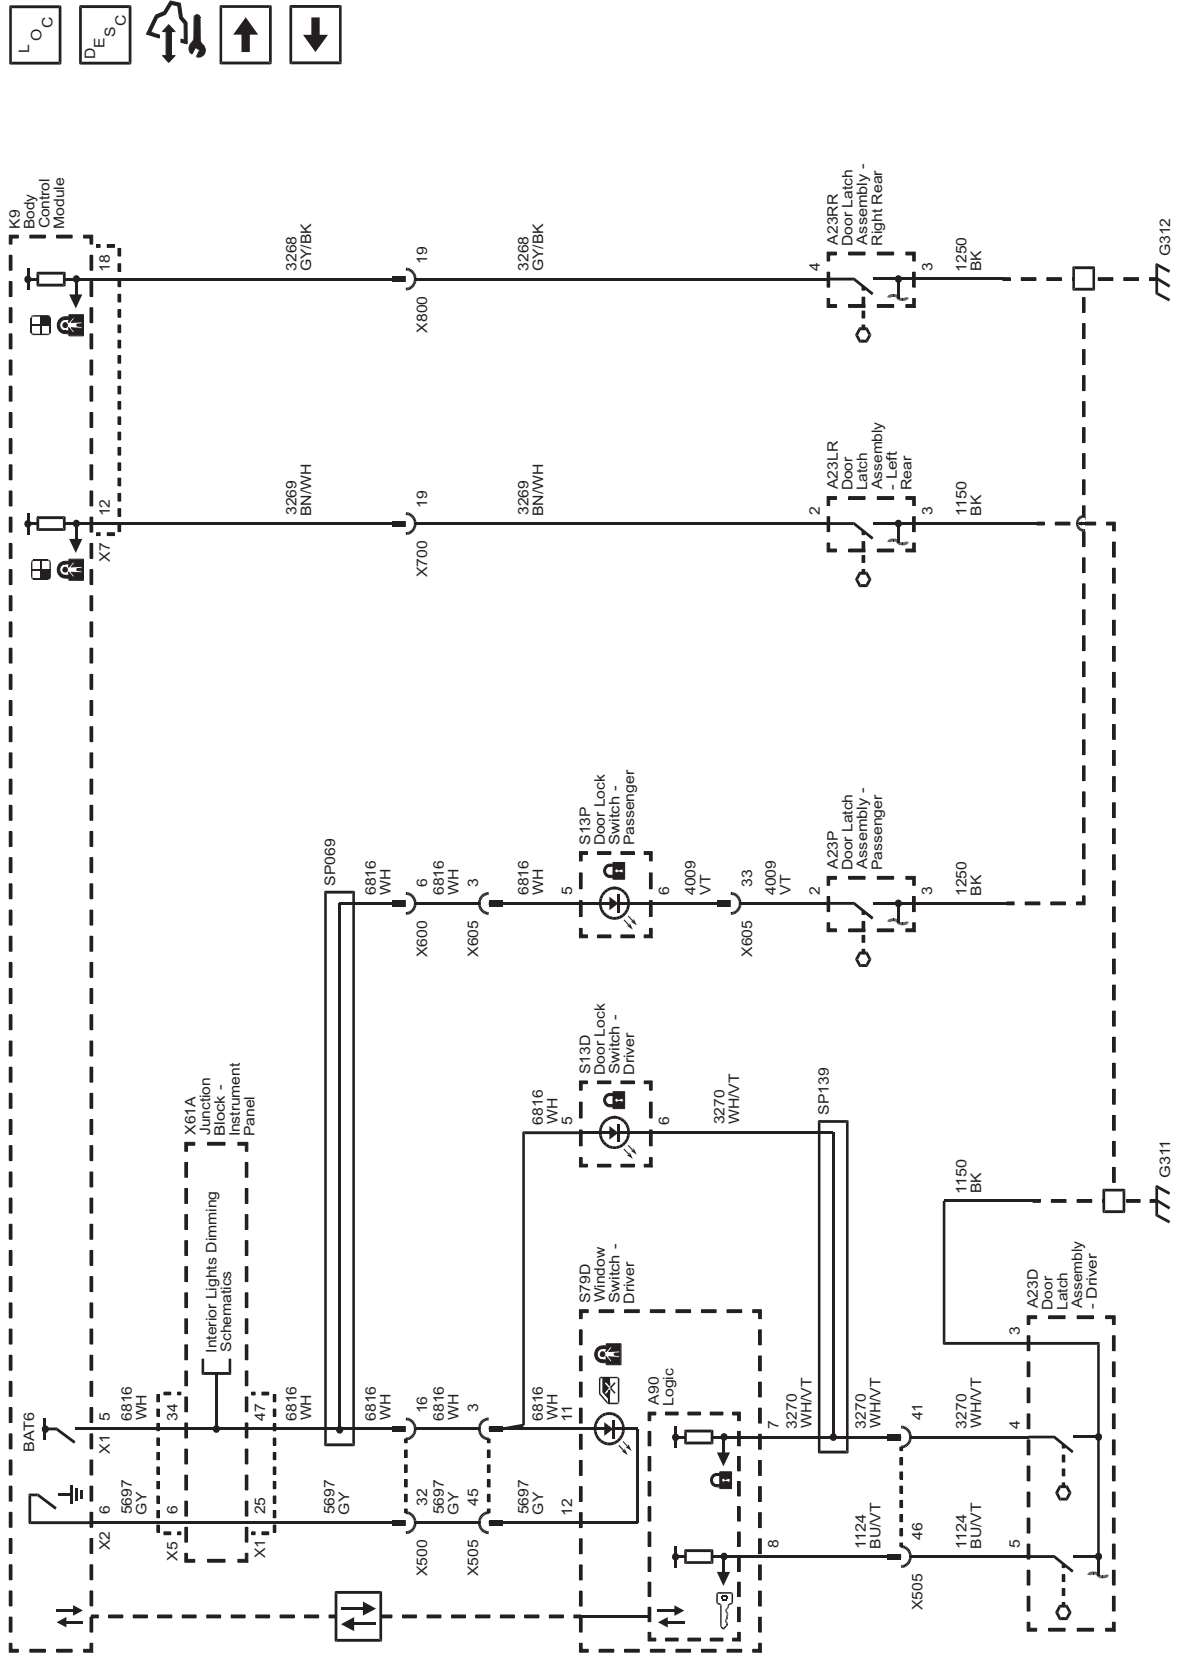 LOC
DESC
K9
Body
Control
Module
BAT6
6
X2
5
X1
12
X7
18
5697
GY
6816
WH
3269
BN/WH
3268
GY/BK
X61A
Junction
Block -
Instrument
Panel
6
X5
34
Interior Lights Dimming
Schematics
25
X1
47
5697
GY
6816
WH
SP069
6816
WH
6816
WH
32
X500
16
6
X600
19
X700
19
X800
5697
GY
6816
WH
6816
WH
45
X505
3
3
X605
5697
GY
6816
WH
6816
WH
6816
WH
3269
BN/WH
3268
GY/BK
12
11
5
5
S79D
Window
Switch -
Driver
S13D
Door Lock
Switch -
Driver
S13P
Door Lock
Switch -
Passenger
A90
Logic
6
6
3270
WH/VT
4009
VT
33
X605
4009
VT
8
7
3270
WH/VT
SP139
1124
BU/VT
3270
WH/VT
46
X505
41
1124
BU/VT
3270
WH/VT
2
2
4
A23P
Door Latch
Assembly -
Passenger
A23LR
Door
Latch
Assembly
- Left
Rear
A23RR
Door Latch
Assembly -
Right Rear
3
3
3
1150
BK
1250
BK
1150
BK
1250
BK
5
4
3
A23D
Door
Latch
Assembly
- Driver
G311
G312